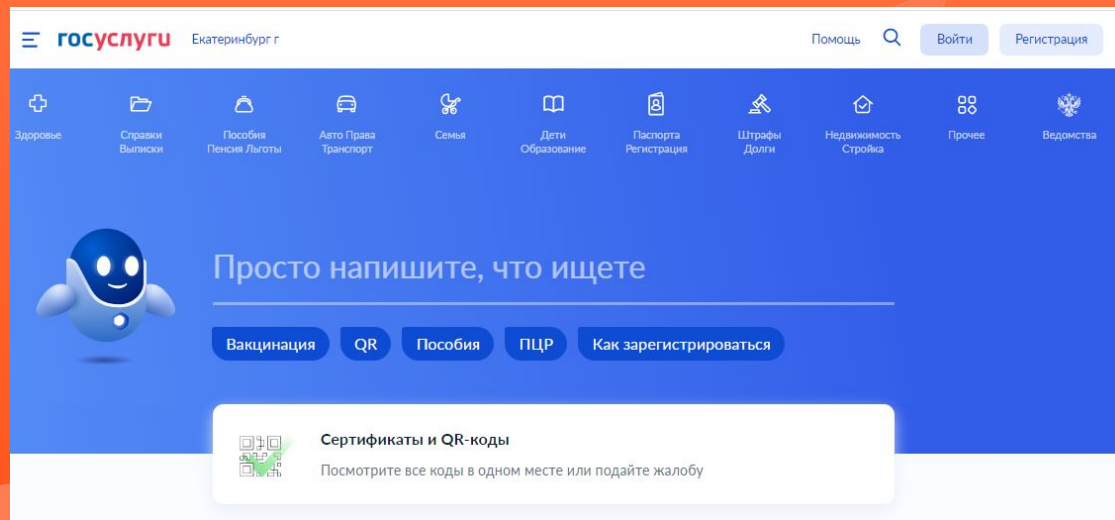 госуслуги Екатеринбург г Помощь Войти Регистрация
Здоровье
Справки
Выписки
Пособия
Пенсия Льготы
Авто Права
Транспорт
Семья
Дети
Образование
Паспорта
Регистрация
Штрафы
Долги
Недвижимость
Стройка
Прочее
Ведомства
Просто напишите, что ищете
Вакцинация QR Пособия ПЦР Как зарегистрироваться
Сертификаты и QR-коды
Посмотрите все коды в одном месте или подайте жалобу